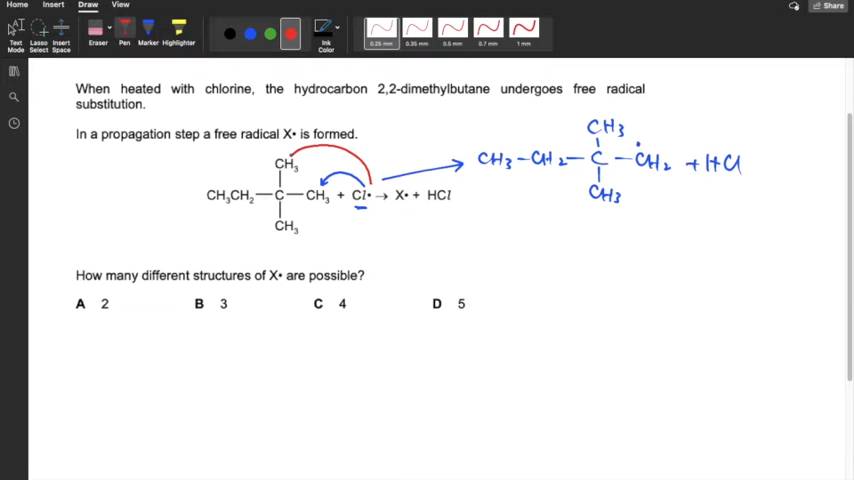 Home Insert Draw View
Share
Text Mode
Lasso Select
Insert Space
Eraser
Pen
Marker
Highlighter
Ink Color
0.25 mm
0.35 mm
0.5 mm
0.7 mm
1 mm
When heated with chlorine, the hydrocarbon 2,2-dimethylbutane undergoes free radical
substitution.
In a propagation step a free radical X• is formed.
CH₃
CH₃CH₂—C—CH₃ + Cl• → X• + HCl
CH₃
CH3
CH3–CH2–C–ĊH2 + HCl
CH3
How many different structures of X• are possible?
A 2 B 3 C 4 D 5